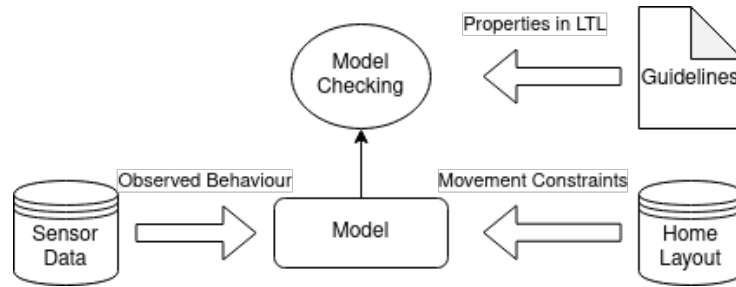 Properties in LTL
Model
Checking
Guidelines
Observed Behaviour
Movement Constraints
Sensor
Data
Model
Home
Layout